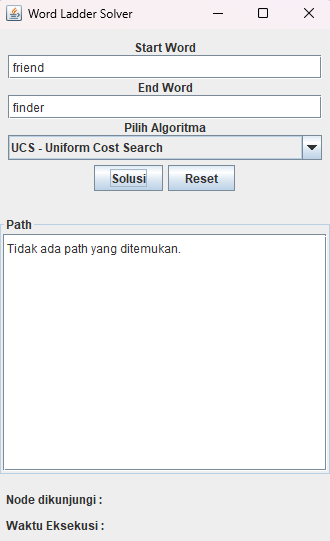 Word Ladder Solver
Start Word
friend
End Word
finder
Pilih Algoritma
UCS - Uniform Cost Search
Solusi Reset
Path
Tidak ada path yang ditemukan.
Node dikunjungi :
Waktu Eksekusi :